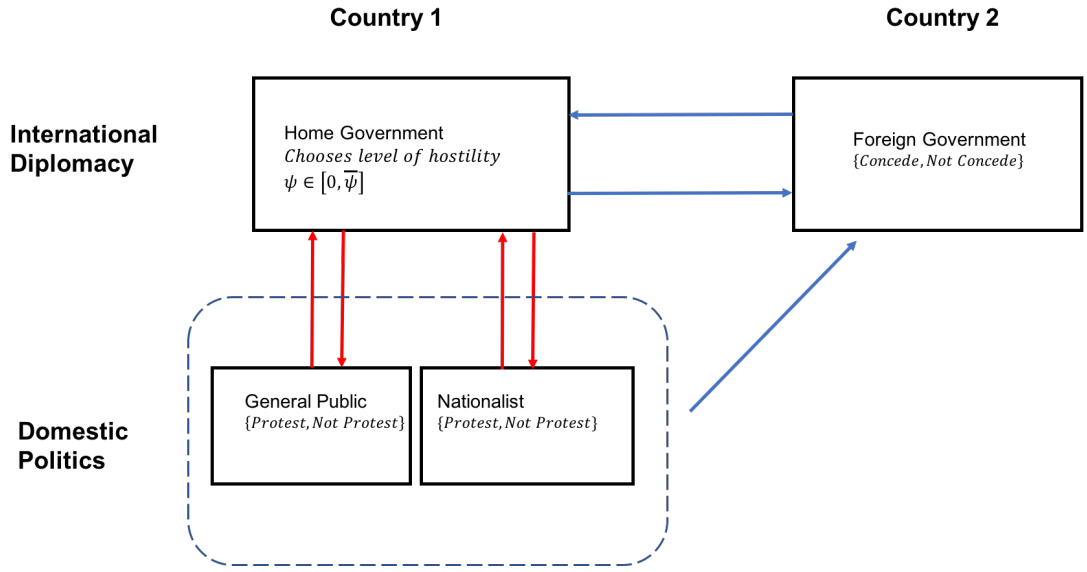 Country 1
Country 2
International
Diplomacy
Home Government
Chooses level of hostility
ψ ∈ [0, ψ̅]
Foreign Government
{Concede, Not Concede}
Domestic
Politics
General Public
{Protest, Not Protest}
Nationalist
{Protest, Not Protest}